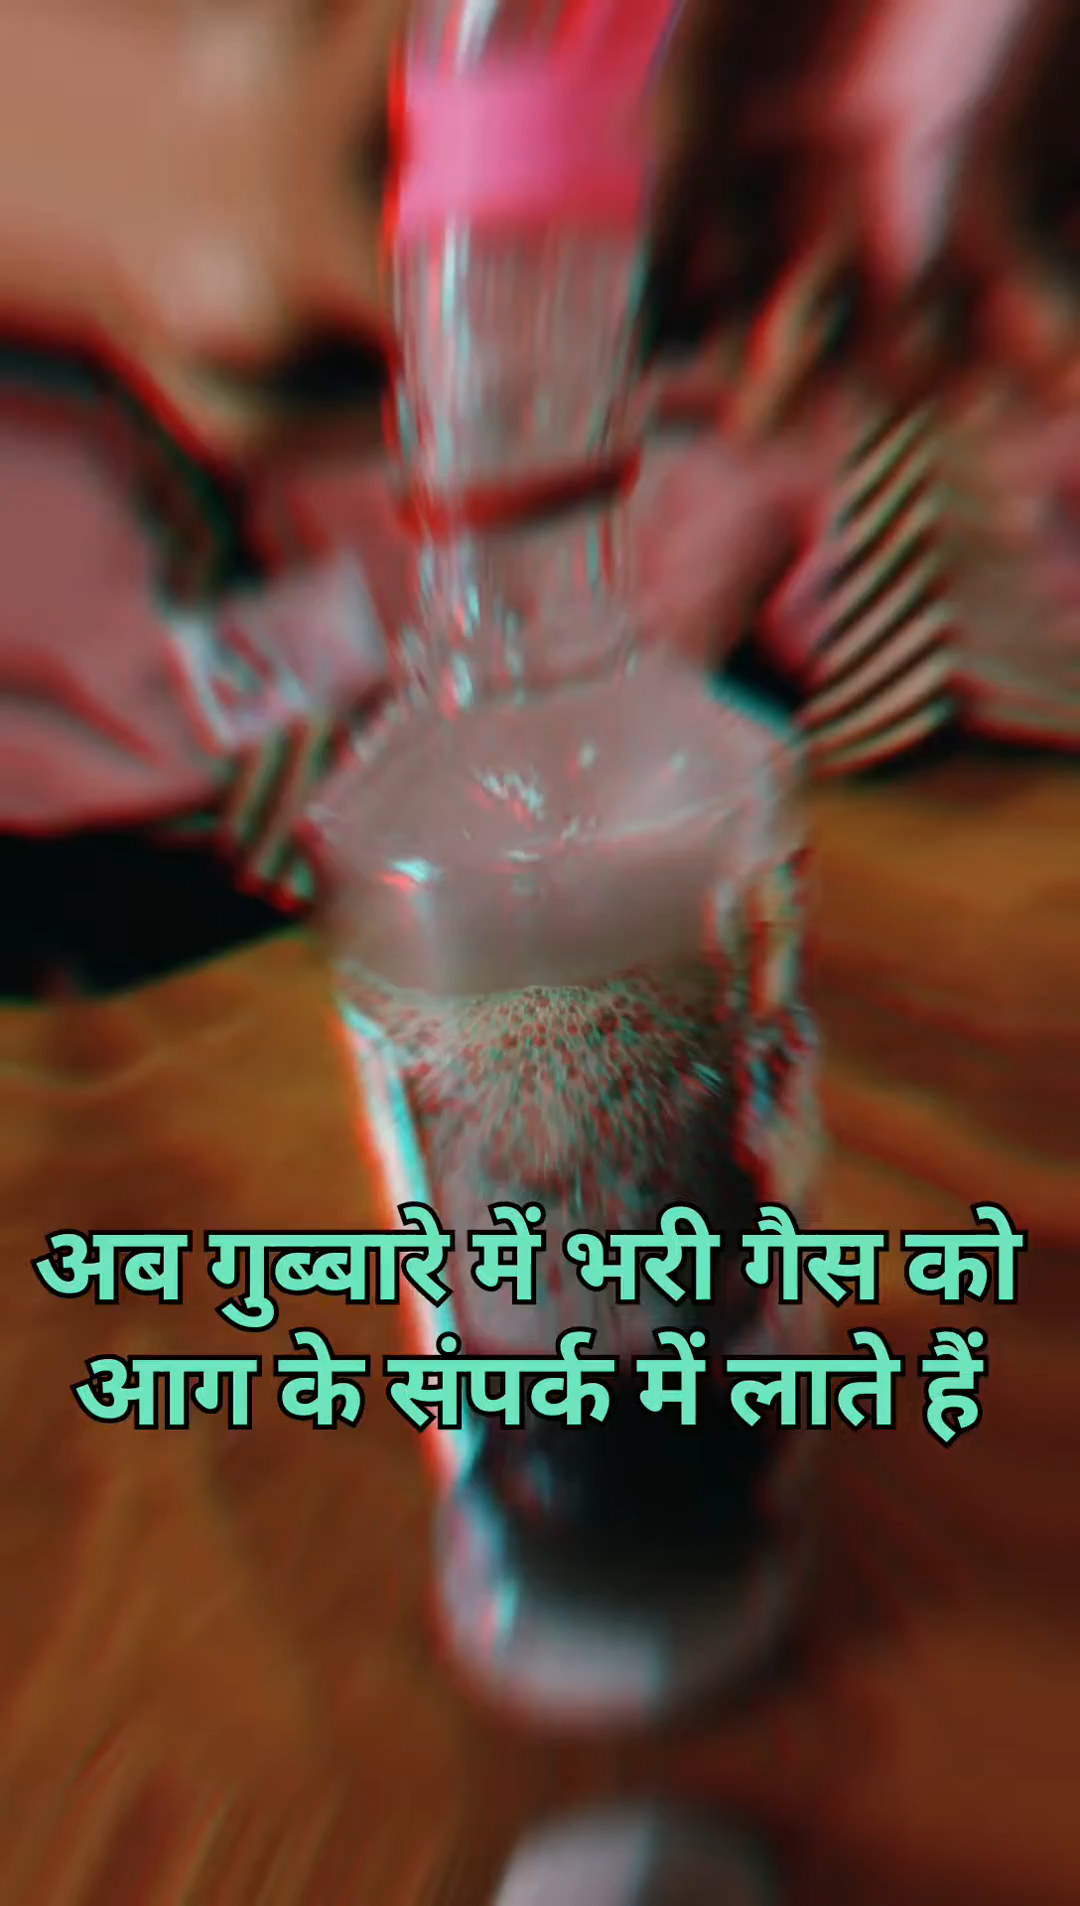 अब गुब्बारे में भरी गैस को
आग के संपर्क में लाते हैं